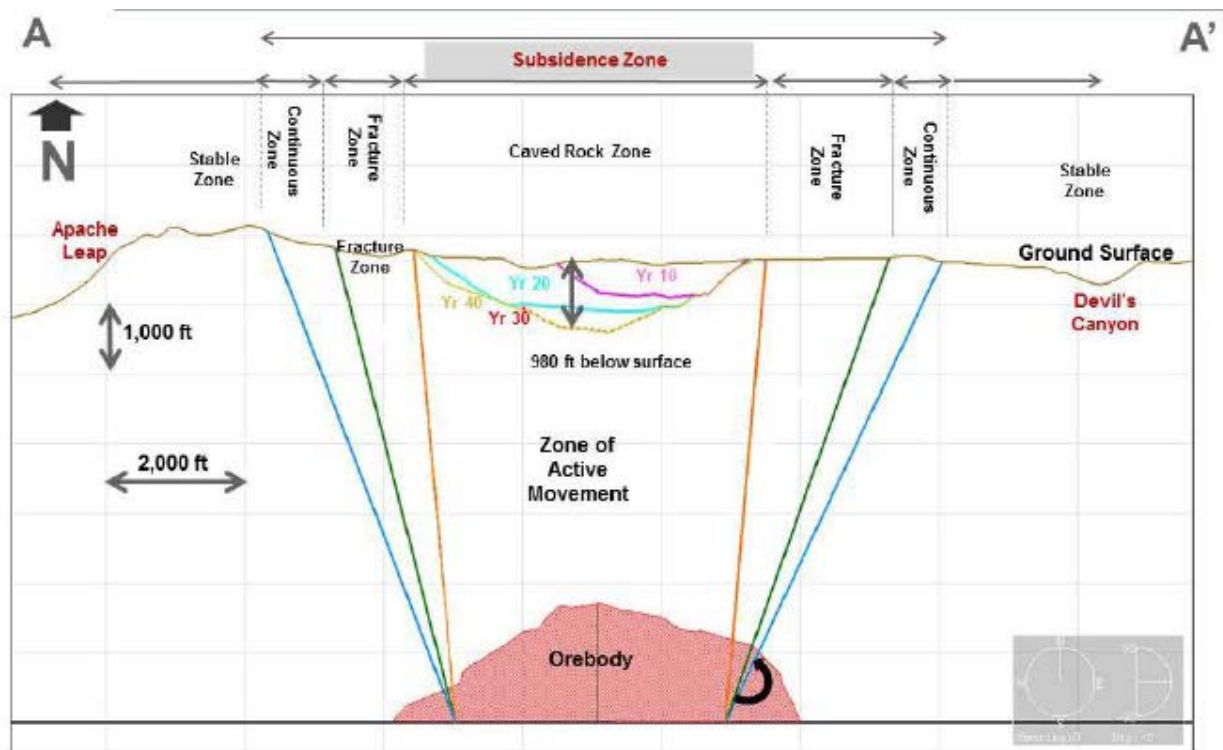 A
A'
Subsidence Zone
N
Stable
Zone
Continuous
Zone
Fracture
Zone
Caved Rock Zone
Fracture
Zone
Continuous
Zone
Stable
Zone
Apache
Leap
Fracture
Zone
Ground Surface
Yr 20
Yr 10
Yr 40
Yr 30
Devil's
Canyon
1,000 ft
980 ft below surface
2,000 ft
Zone of
Active
Movement
Orebody